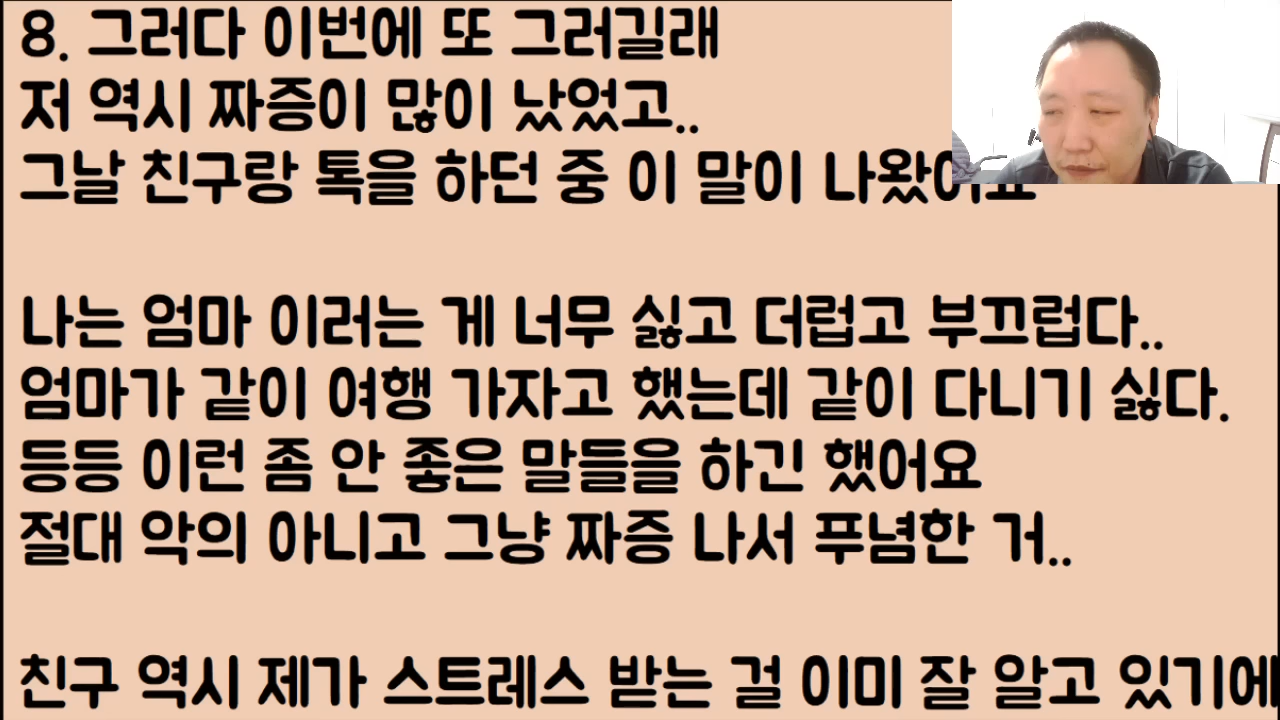 8. 그러다 이번에 또 그러길래
저 역시 짜증이 많이 났었고..
그날 친구랑 톡을 하던 중 이 말이 나왔어요
나는 엄마 이러는 게 너무 싫고 더럽고 부끄럽다..
엄마가 같이 여행 가자고 했는데 같이 다니기 싫다.
등등 이런 좀 안 좋은 말들을 하긴 했어요
절대 악의 아니고 그냥 짜증 나서 푸념한 거..
친구 역시 제가 스트레스 받는 걸 이미 잘 알고 있기에